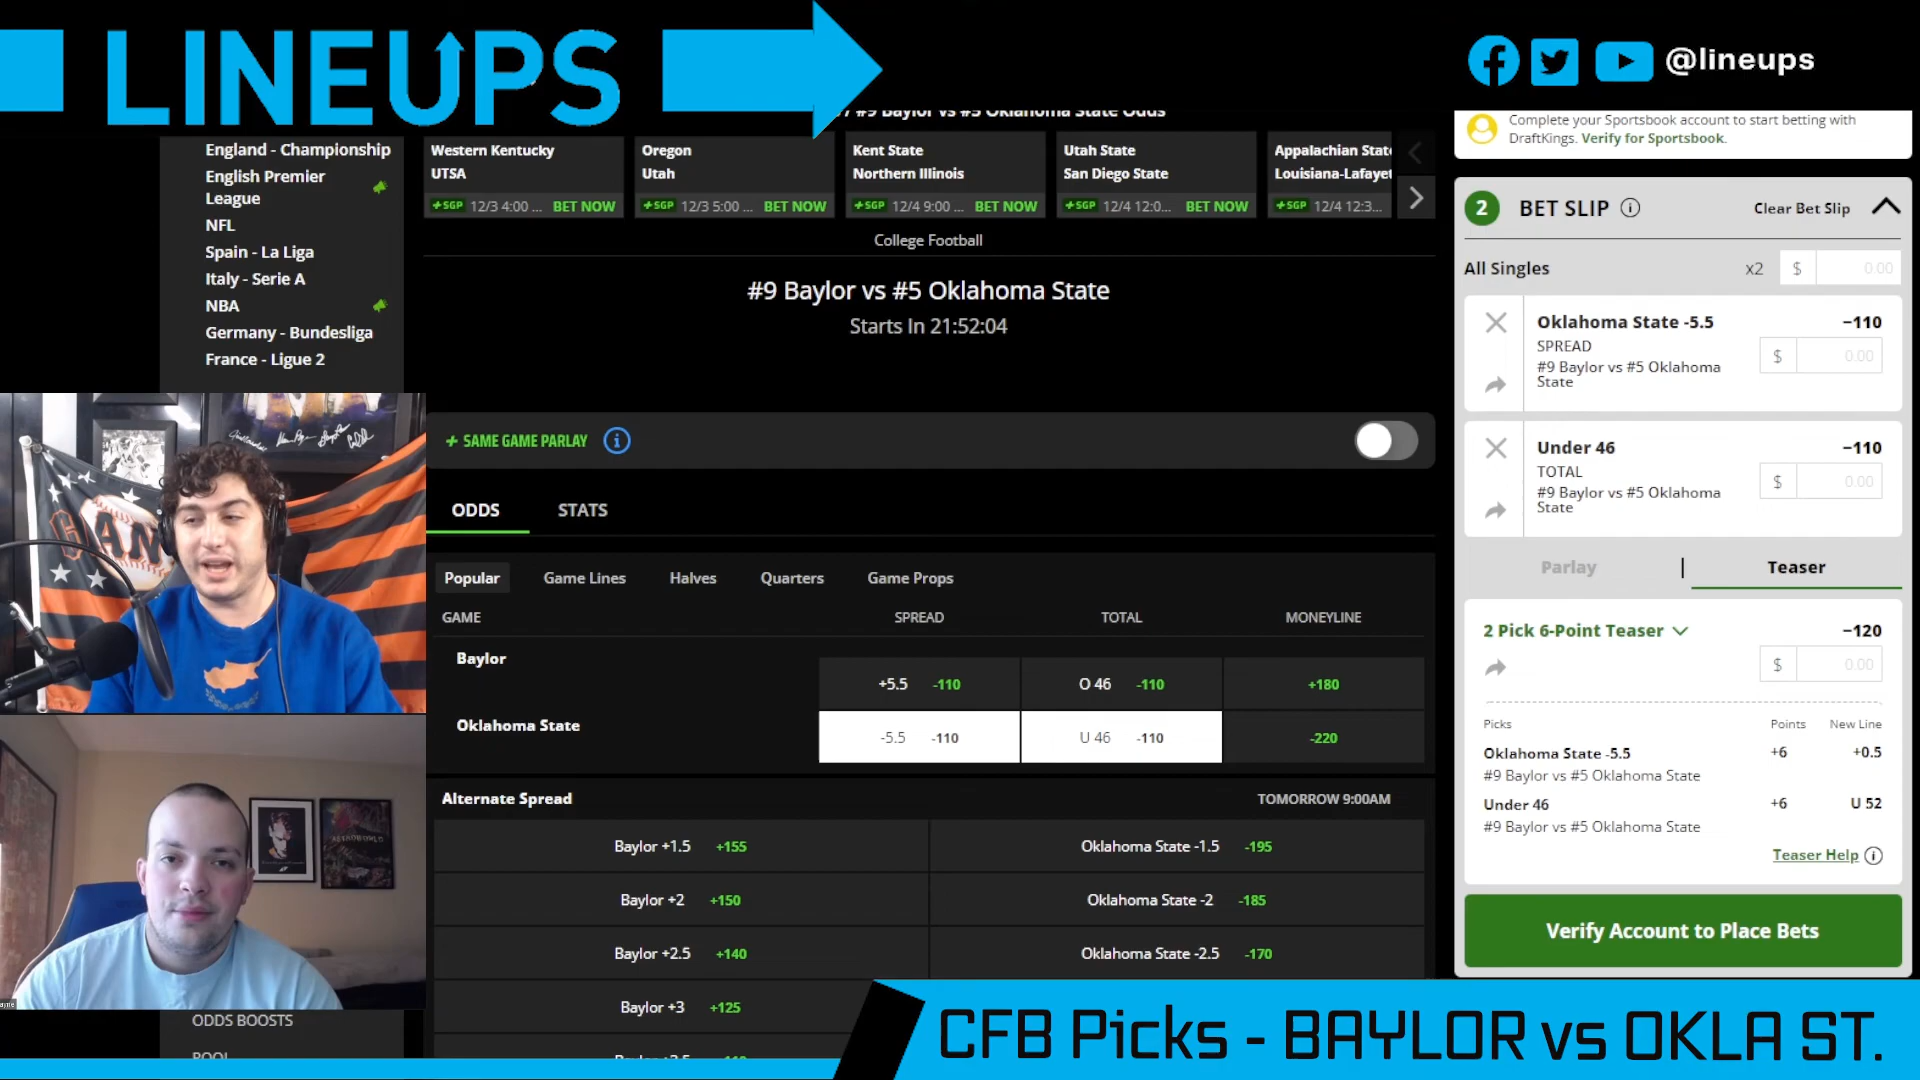 LINEUPS
@lineups
#9 Baylor vs #5 Oklahoma State Odds
England - Championship
English Premier
League
NFL
Spain - La Liga
Italy - Serie A
NBA
Germany - Bundesliga
France - Ligue 2
Western Kentucky
UTSA
SGP 12/3 4:00 ... BET NOW
Oregon
Utah
SGP 12/3 5:00 ... BET NOW
Kent State
Northern Illinois
SGP 12/4 9:00 ... BET NOW
Utah State
San Diego State
SGP 12/4 12:0... BET NOW
Appalachian State
Louisiana-Lafayet
SGP 12/4 12:3...
College Football
#9 Baylor vs #5 Oklahoma State
Starts In 21:52:04
+ SAME GAME PARLAY
ODDS STATS
Popular Game Lines Halves Quarters Game Props
GAME SPREAD TOTAL MONEYLINE
Baylor
+5.5 -110 O 46 -110 +180
Oklahoma State
-5.5 -110 U 46 -110 -220
Alternate Spread TOMORROW 9:00AM
Baylor +1.5 +155 Oklahoma State -1.5 -195
Baylor +2 +150 Oklahoma State -2 -185
Baylor +2.5 +140 Oklahoma State -2.5 -170
Baylor +3 +125
ODDS BOOSTS
Complete your Sportsbook account to start betting with
DraftKings. Verify for Sportsbook.
2 BET SLIP Clear Bet Slip
All Singles x2 $ 0.00
Oklahoma State -5.5 −110
SPREAD
#9 Baylor vs #5 Oklahoma
State
$ 0.00
Under 46 −110
TOTAL
#9 Baylor vs #5 Oklahoma
State
$ 0.00
Parlay | Teaser
2 Pick 6-Point Teaser −120
$ 0.00
Picks Points New Line
Oklahoma State -5.5 +6 +0.5
#9 Baylor vs #5 Oklahoma State
Under 46 +6 U 52
#9 Baylor vs #5 Oklahoma State
Teaser Help
Verify Account to Place Bets
CFB Picks - BAYLOR vs OKLA ST.